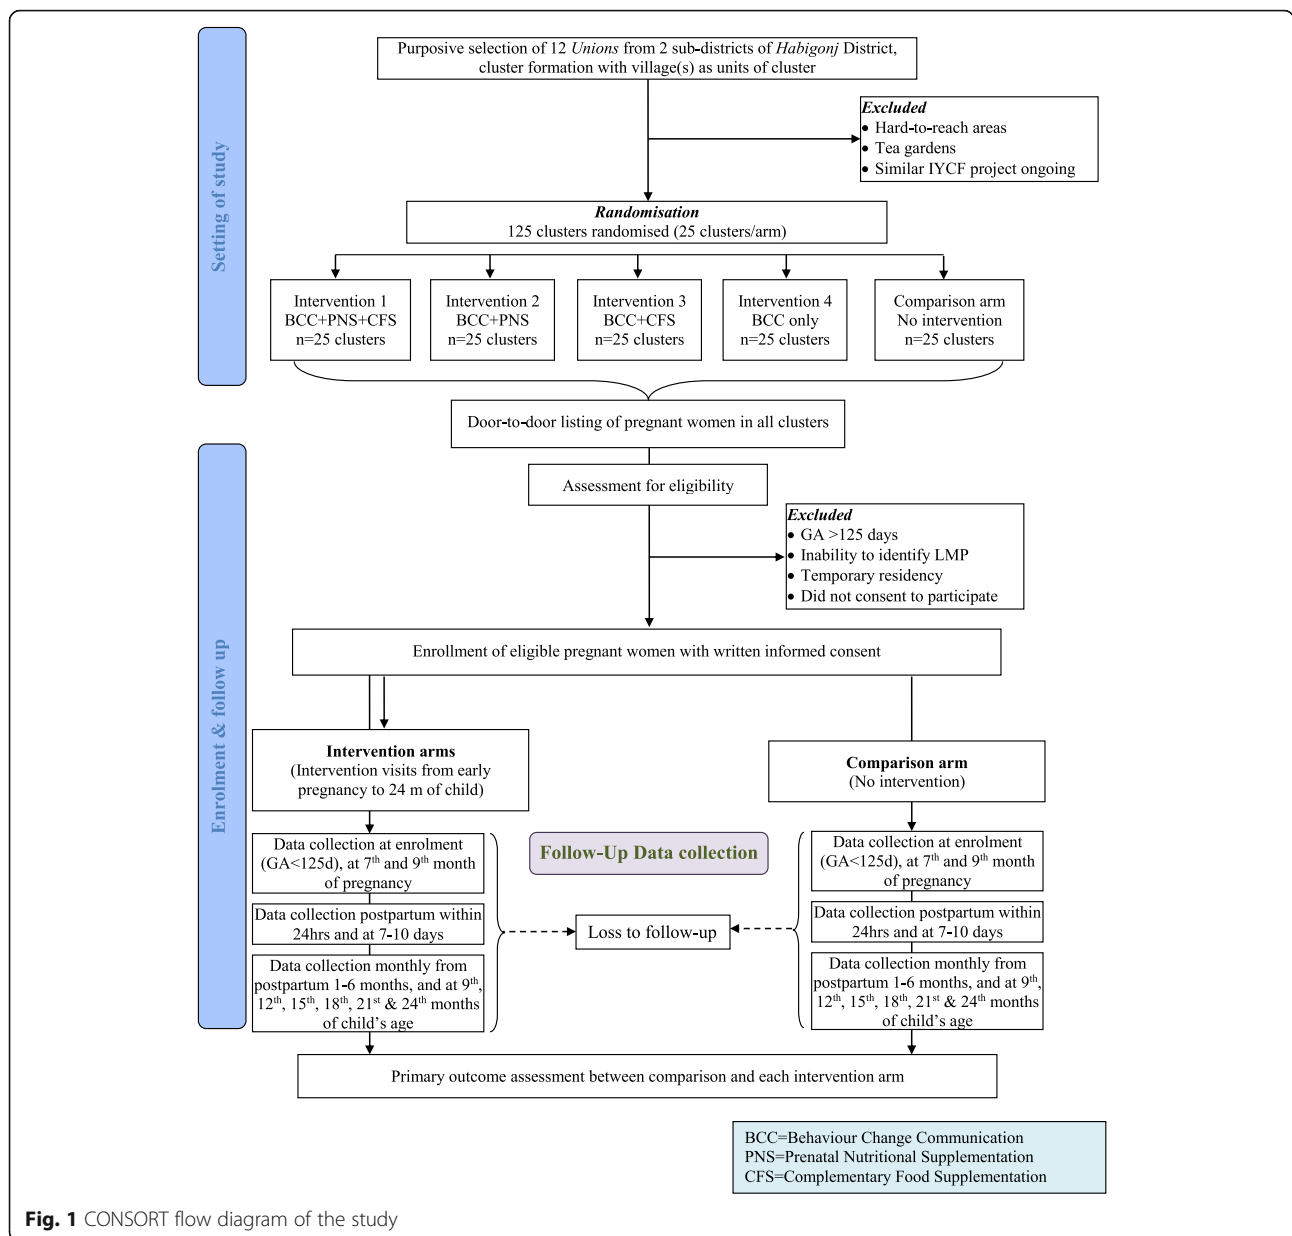 Purposive selection of 12 Unions from 2 sub-districts of Habigonj District,
cluster formation with village(s) as units of cluster
Excluded
• Hard-to-reach areas
• Tea gardens
• Similar IYCF project ongoing
Setting of study
Randomisation
125 clusters randomised (25 clusters/arm)
Intervention 1
BCC+PNS+CFS
n=25 clusters
Intervention 2
BCC+PNS
n=25 clusters
Intervention 3
BCC+CFS
n=25 clusters
Intervention 4
BCC only
n=25 clusters
Comparison arm
No intervention
n=25 clusters
Door-to-door listing of pregnant women in all clusters
Assessment for eligibility
Excluded
• GA >125 days
• Inability to identify LMP
• Temporary residency
• Did not consent to participate
Enrolment & follow up
Enrollment of eligible pregnant women with written informed consent
Intervention arms
(Intervention visits from early
pregnancy to 24 m of child)
Comparison arm
(No intervention)
Data collection at enrolment
(GA<125d), at 7th and 9th month
of pregnancy
Data collection postpartum within
24hrs and at 7-10 days
Data collection monthly from
postpartum 1-6 months, and at 9th,
12th, 15th, 18th, 21st & 24th months
of child's age
Follow-Up Data collection
Loss to follow-up
Data collection at enrolment
(GA<125d), at 7th and 9th month
of pregnancy
Data collection postpartum within
24hrs and at 7-10 days
Data collection monthly from
postpartum 1-6 months, and at 9th,
12th, 15th, 18th, 21st & 24th months
of child's age
Primary outcome assessment between comparison and each intervention arm
BCC=Behaviour Change Communication
PNS=Prenatal Nutritional Supplementation
CFS=Complementary Food Supplementation
Fig. 1 CONSORT flow diagram of the study